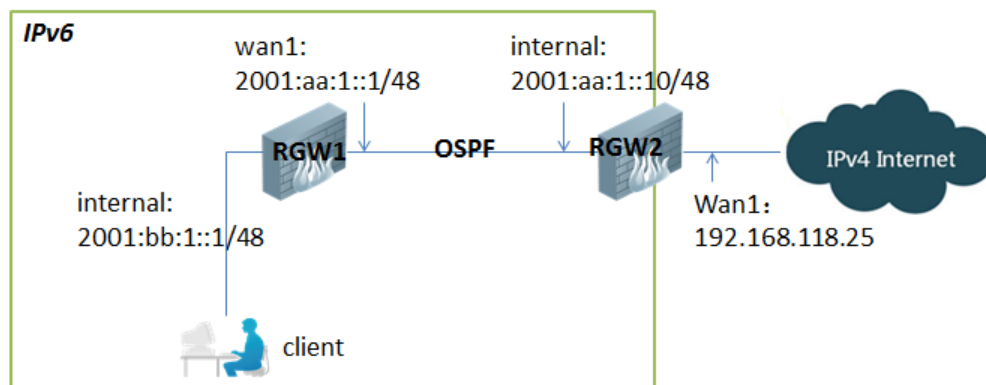 IPv6
wan1:
2001:aa:1::1/48
internal:
2001:aa:1::10/48
RGW1
OSPF
RGW2
IPv4 Internet
internal:
2001:bb:1::1/48
Wan1：
192.168.118.25
client